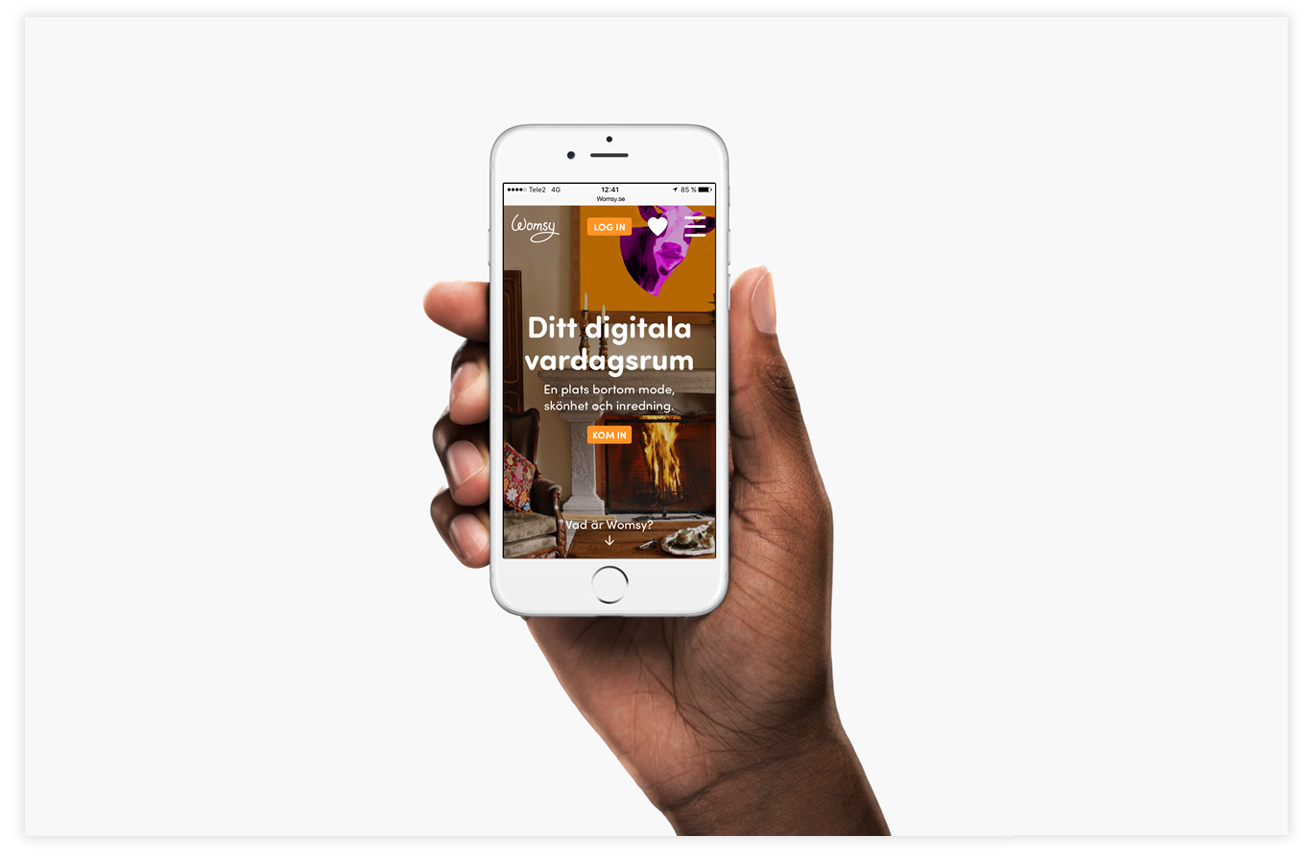 Tele2 4G 12:41 85 %
Womsy.se
Womsy LOG IN
Ditt digitala
vardagsrum
En plats bortom mode,
skönhet och inredning.
KOM IN
Vad är Womsy?